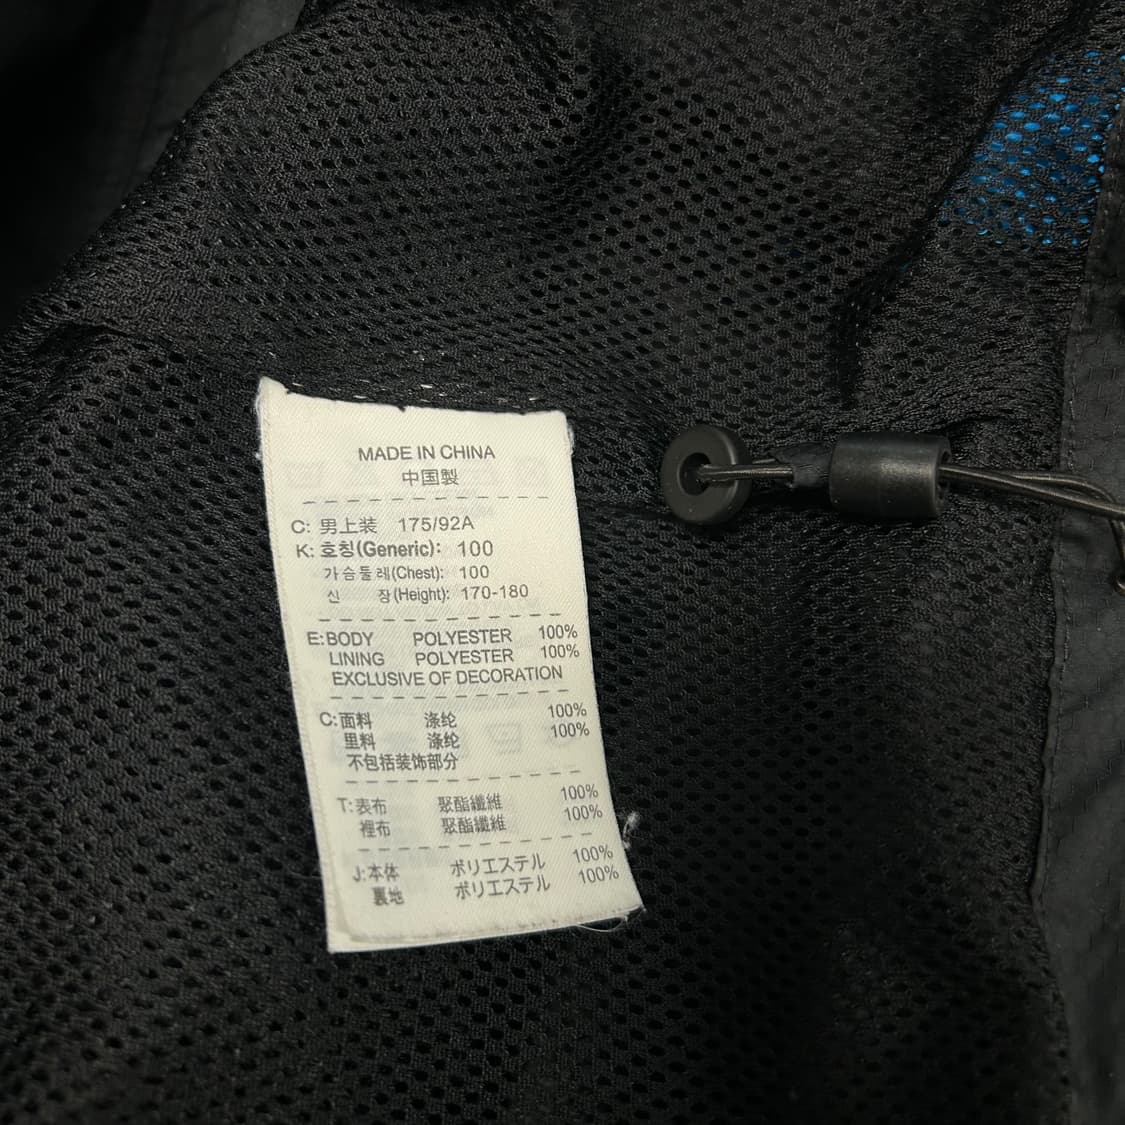 MADE IN CHINA
中国製
C: 男上装 175/92A
K: 호칭(Generic): 100
가슴둘레(Chest): 100
신 장(Height): 170-180
E: BODY POLYESTER 100%
LINING POLYESTER 100%
EXCLUSIVE OF DECORATION
C: 面料 涤纶 100%
里料 涤纶 100%
不包括装饰部分
T: 表布 聚酯纖維 100%
裡布 聚酯纖維 100%
J: 本体 ポリエステル 100%
裏地 ポリエステル 100%